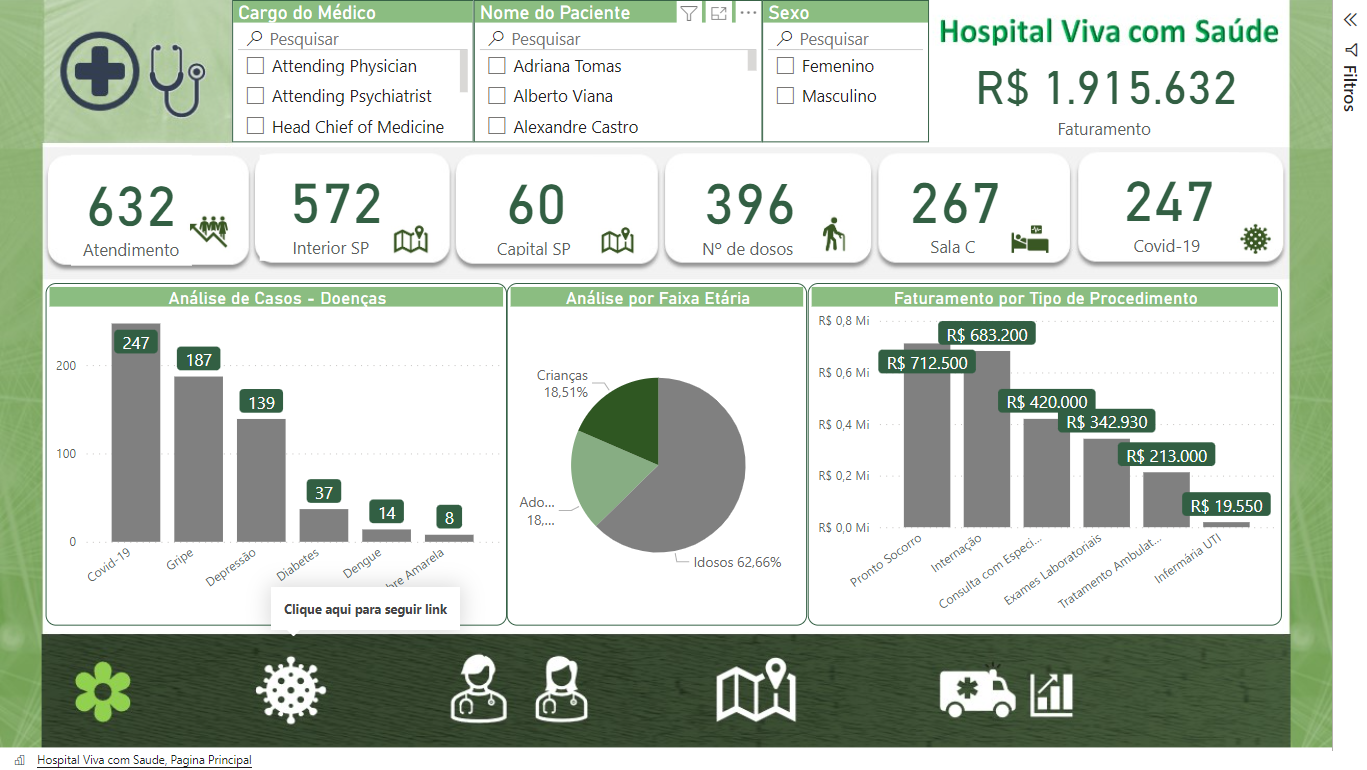 Cargo do Médico
Pesquisar
Attending Physician
Attending Psychiatrist
Head Chief of Medicine
Nome do Paciente
Pesquisar
Adriana Tomas
Alberto Viana
Alexandre Castro
Sexo
Pesquisar
Femenino
Masculino
Hospital Viva com Saúde
R$ 1.915.632
Faturamento
Filtros
632
Atendimento
572
Interior SP
60
Capital SP
396
Nº de dosos
267
Sala C
247
Covid-19
Análise de Casos - Doenças
200
100
0
247
187
139
37
14
8
Covid-19
Gripe
Depressão
Diabetes
Dengue
bre Amarela
Clique aqui para seguir link
Análise por Faixa Etária
Crianças
18,51%
Ado...
18,...
Idosos 62,66%
Faturamento por Tipo de Procedimento
R$ 0,8 Mi
R$ 0,6 Mi
R$ 0,4 Mi
R$ 0,2 Mi
R$ 0,0 Mi
R$ 712.500
R$ 683.200
R$ 420.000
R$ 342.930
R$ 213.000
R$ 19.550
Pronto Socorro
Internação
Consulta com Especi...
Exames Laboratoriais
Tratamento Ambulat...
Infermária UTI
Hospital Viva com Saude, Pagina Principal